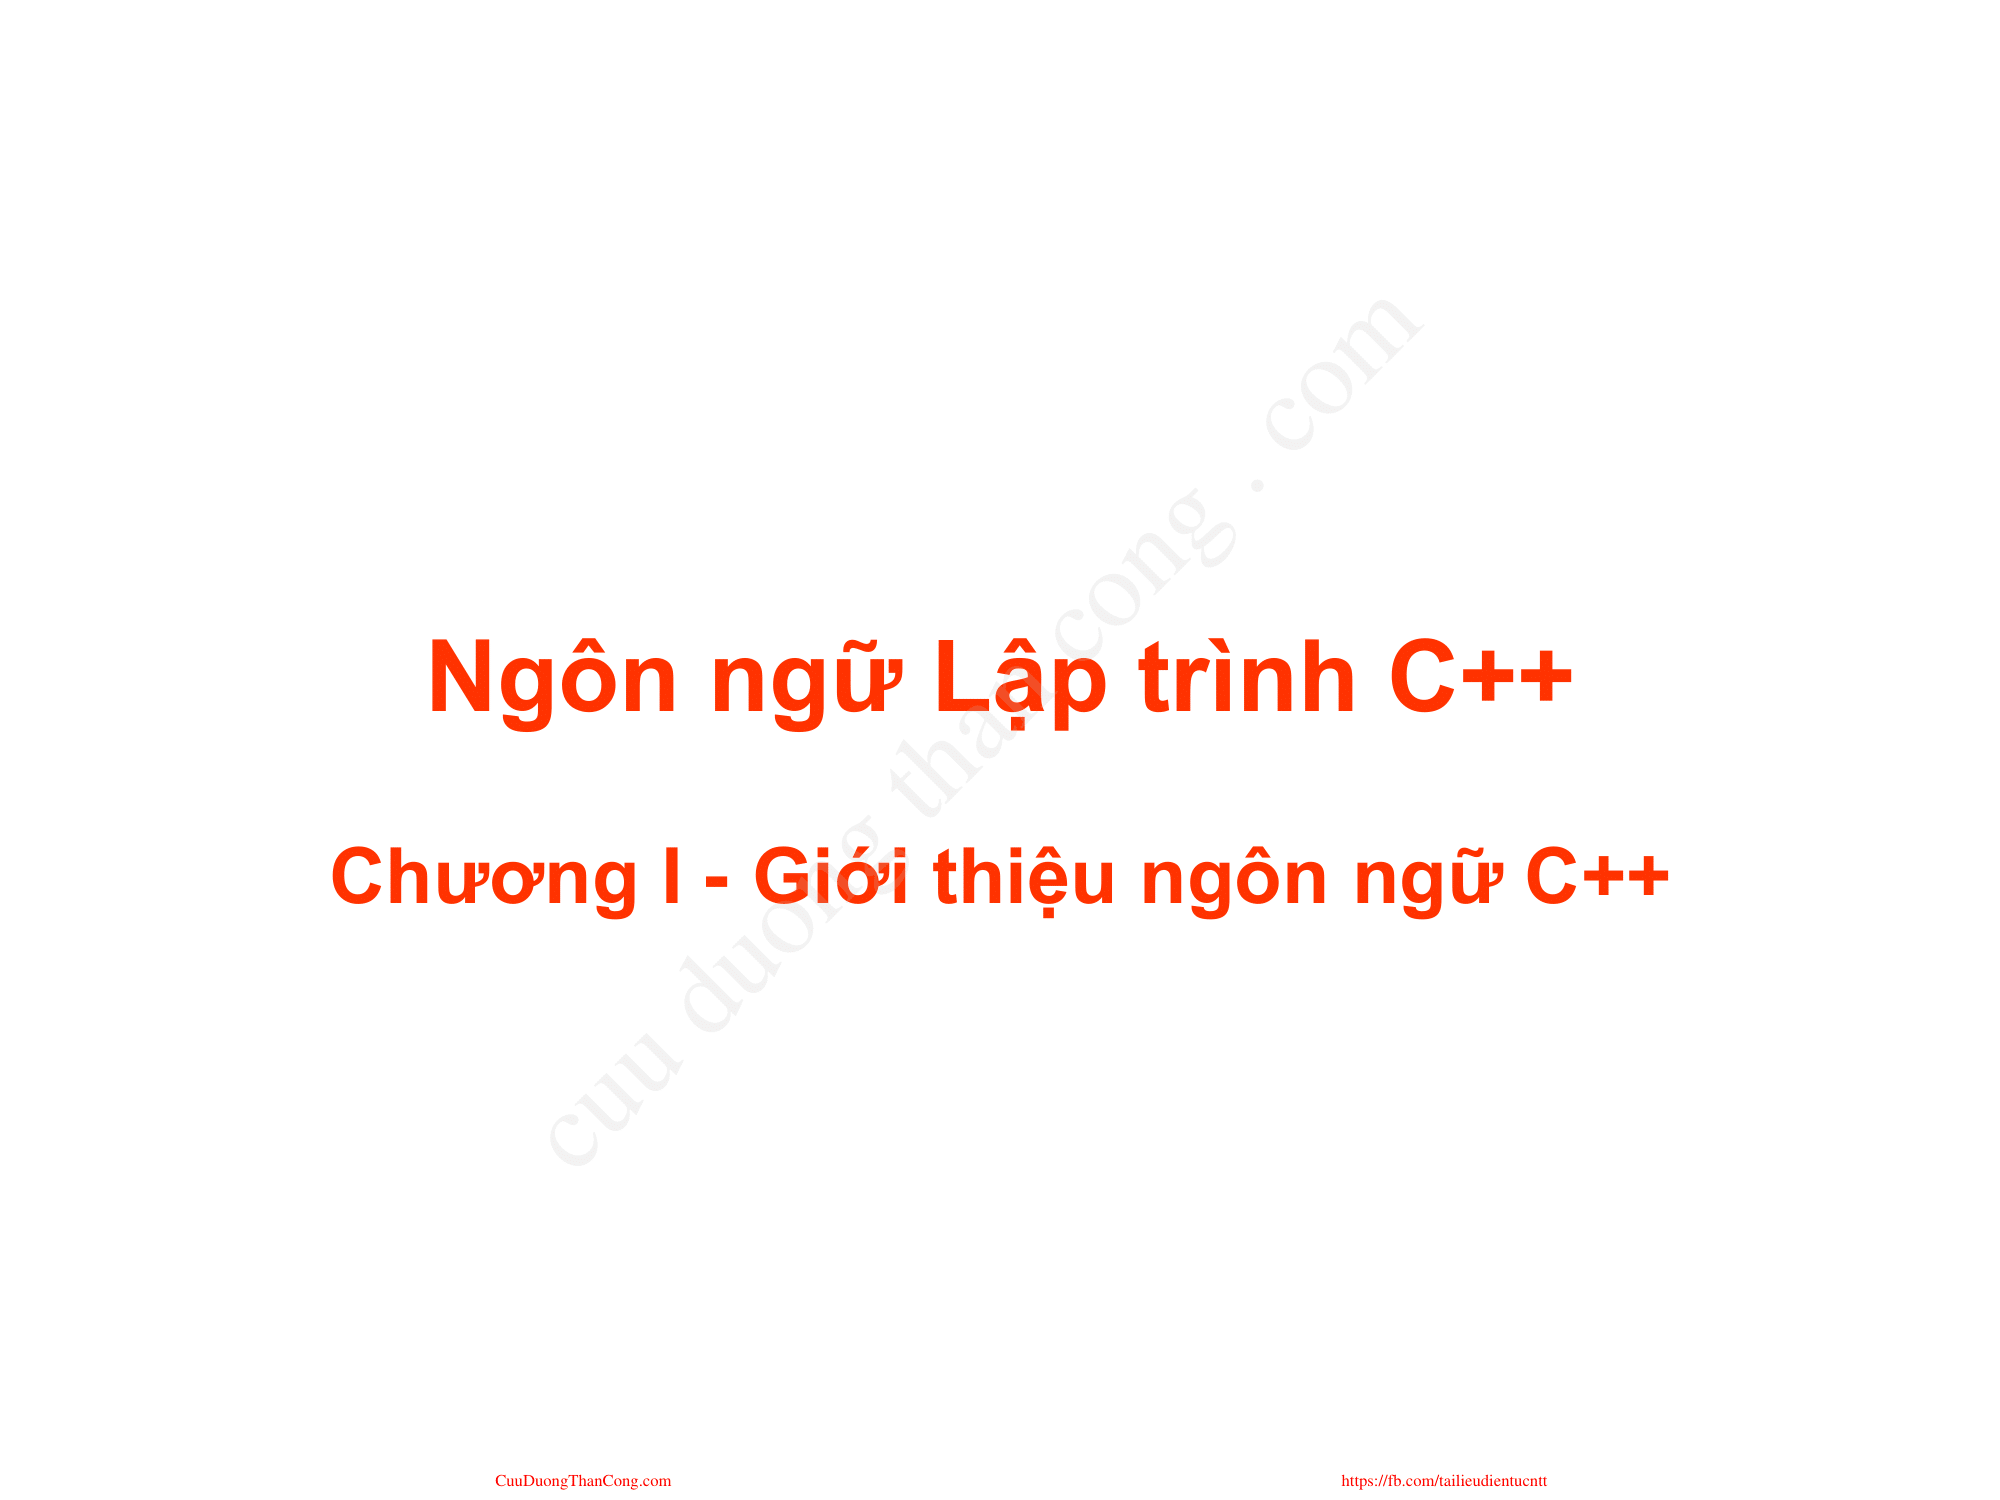 Ngôn ngữ Lập trình C++
Chương I - Giới thiệu ngôn ngữ C++
cuu duong than cong . com
CuuDuongThanCong.com
https://fb.com/tailieudientucntt